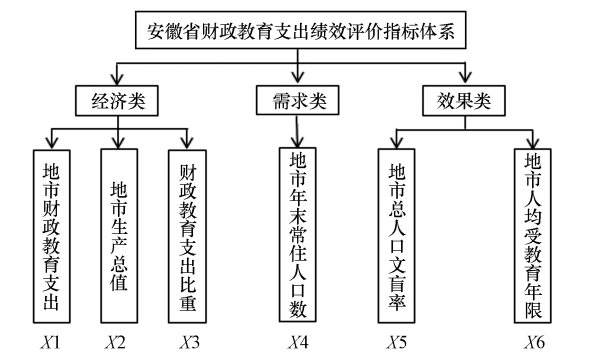 安徽省财政教育支出绩效评价指标体系
经济类
需求类
效果类
地市财政教育支出
地市生产总值
财政教育支出比重
地市年末常住人口数
地市总人口文盲率
地市人均受教育年限
X1
X2
X3
X4
X5
X6